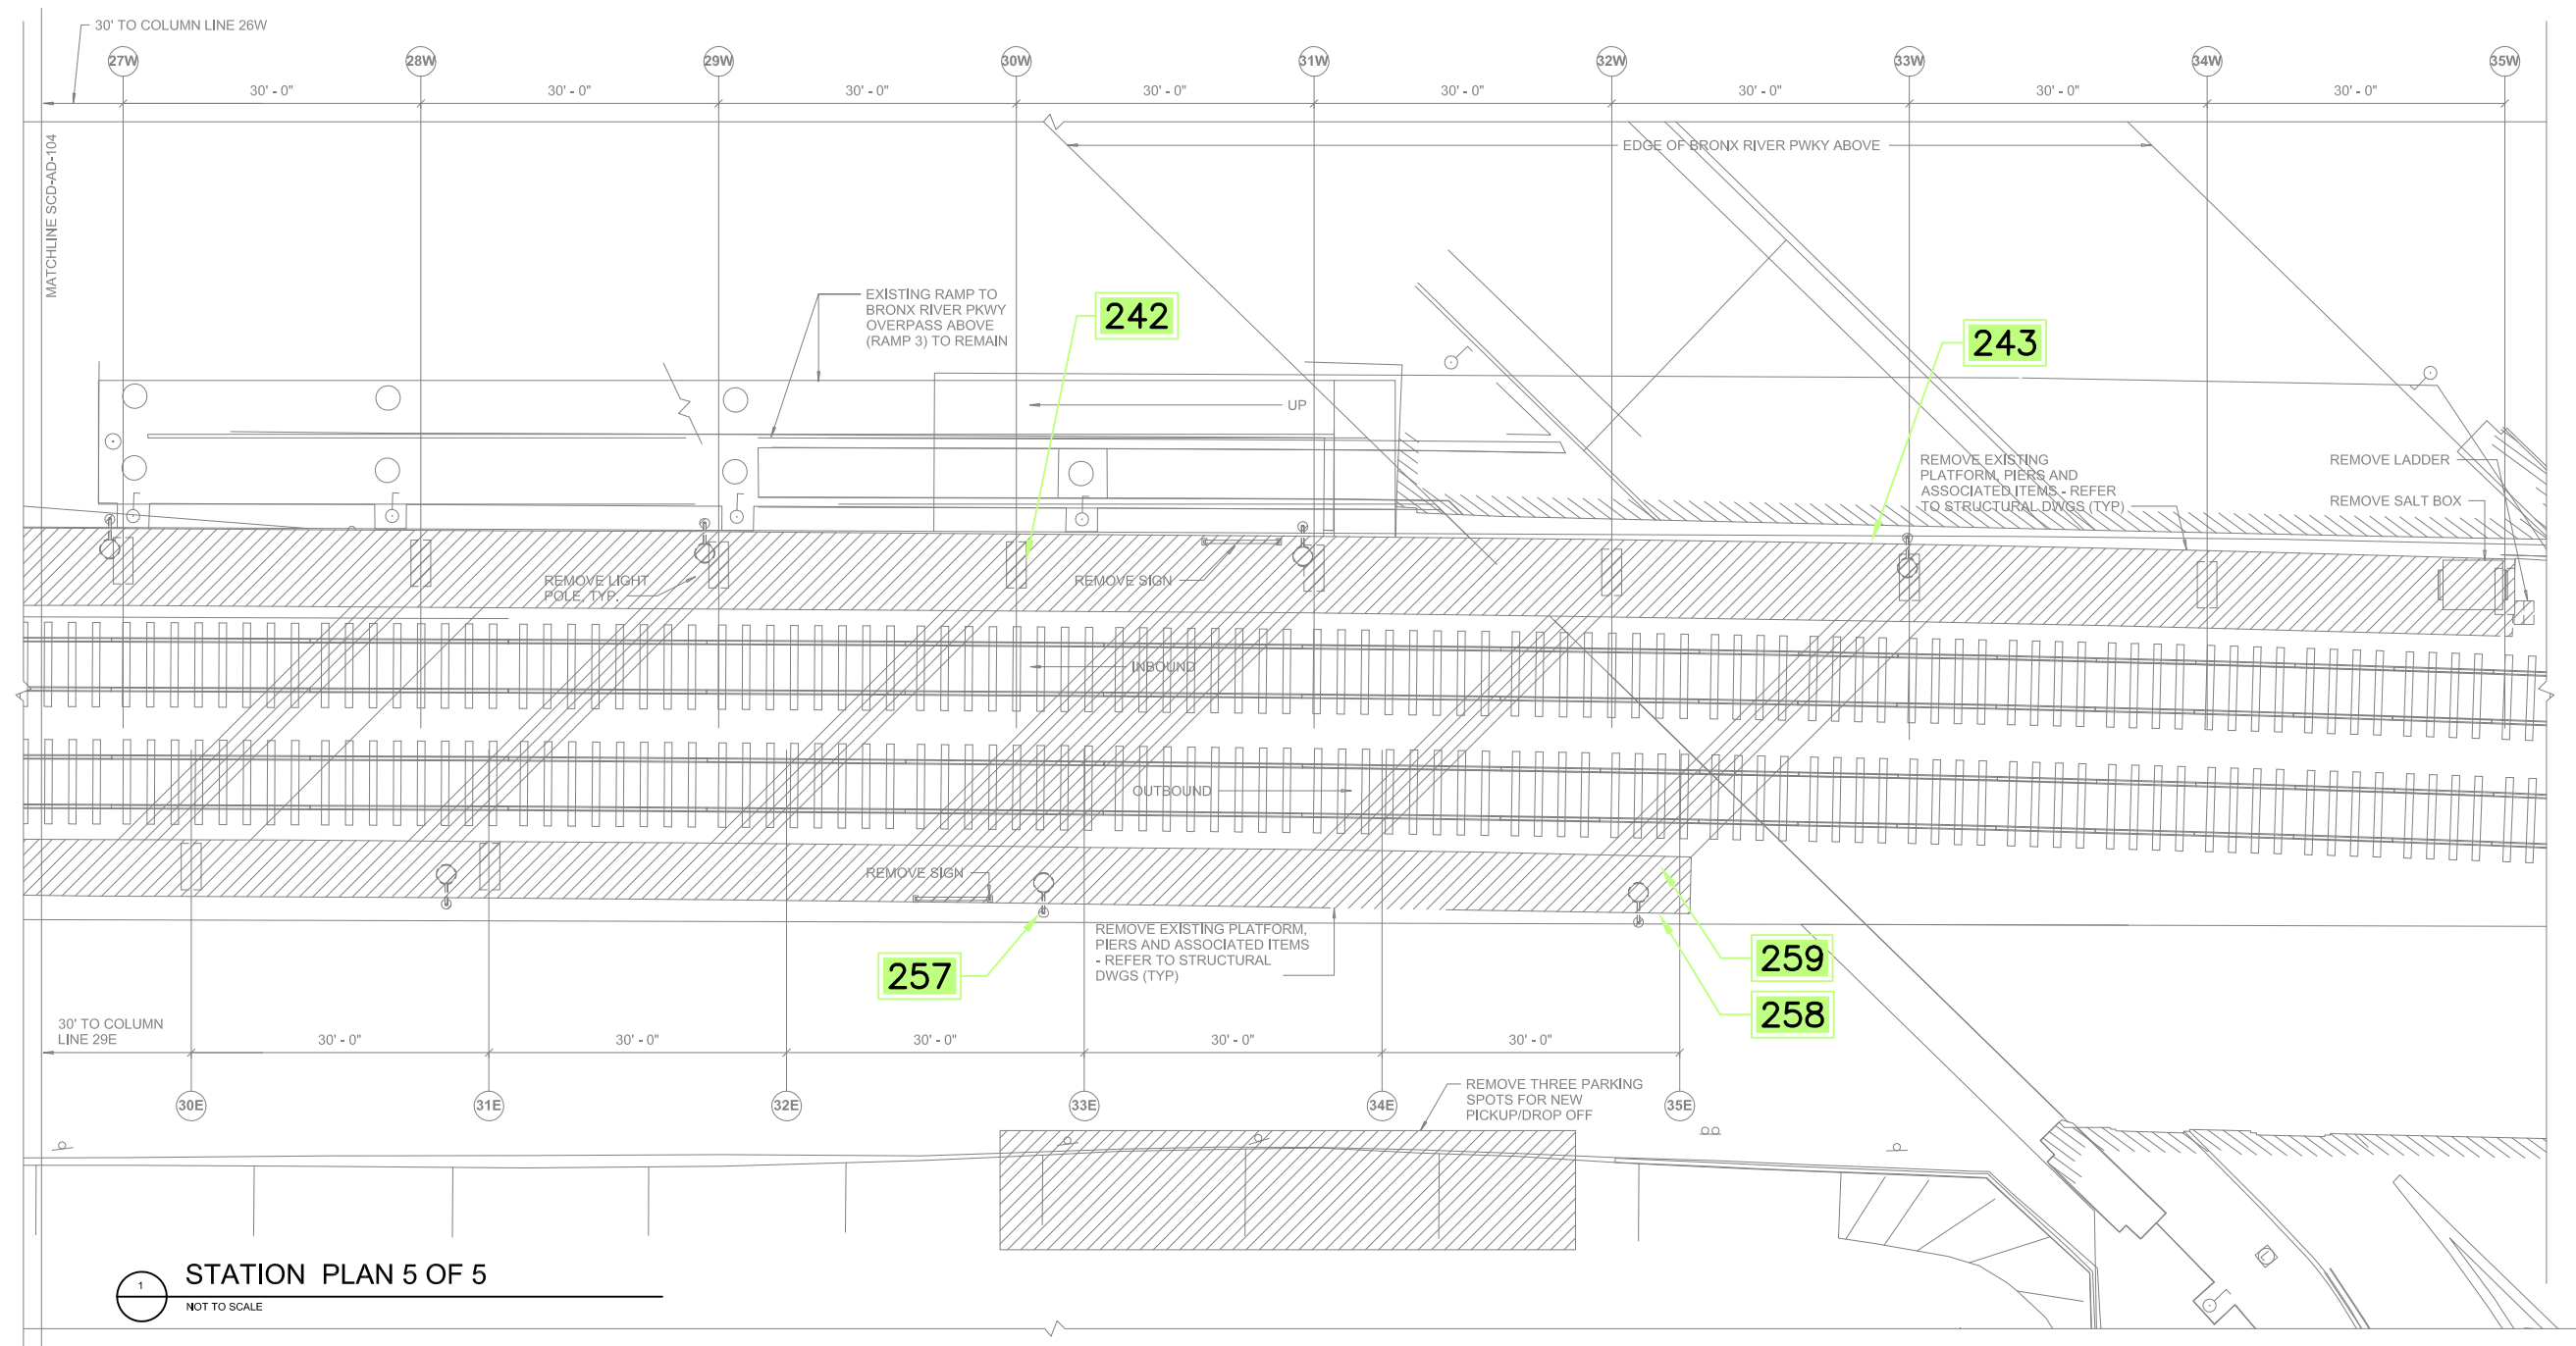 30' TO COLUMN LINE 26W
27W
28W
29W
30W
31W
32W
33W
34W
35W
30' - 0"
30' - 0"
30' - 0"
30' - 0"
30' - 0"
30' - 0"
30' - 0"
30' - 0"
MATCHLINE SCD-AD-104
EDGE OF BRONX RIVER PWKY ABOVE
EXISTING RAMP TO
BRONX RIVER PKWY
OVERPASS ABOVE
(RAMP 3) TO REMAIN
242
243
UP
REMOVE EXISTING
PLATFORM, PIERS AND
ASSOCIATED ITEMS - REFER
TO STRUCTURAL DWGS (TYP)
REMOVE LADDER
REMOVE SALT BOX
REMOVE LIGHT
POLE, TYP.
REMOVE SIGN
INBOUND
OUTBOUND
REMOVE SIGN
REMOVE EXISTING PLATFORM,
PIERS AND ASSOCIATED ITEMS
- REFER TO STRUCTURAL
DWGS (TYP)
257
259
258
30' TO COLUMN
LINE 29E
30' - 0"
30' - 0"
30' - 0"
30' - 0"
30' - 0"
30E
31E
32E
33E
34E
35E
REMOVE THREE PARKING
SPOTS FOR NEW
PICKUP/DROP OFF
1
STATION PLAN 5 OF 5
NOT TO SCALE